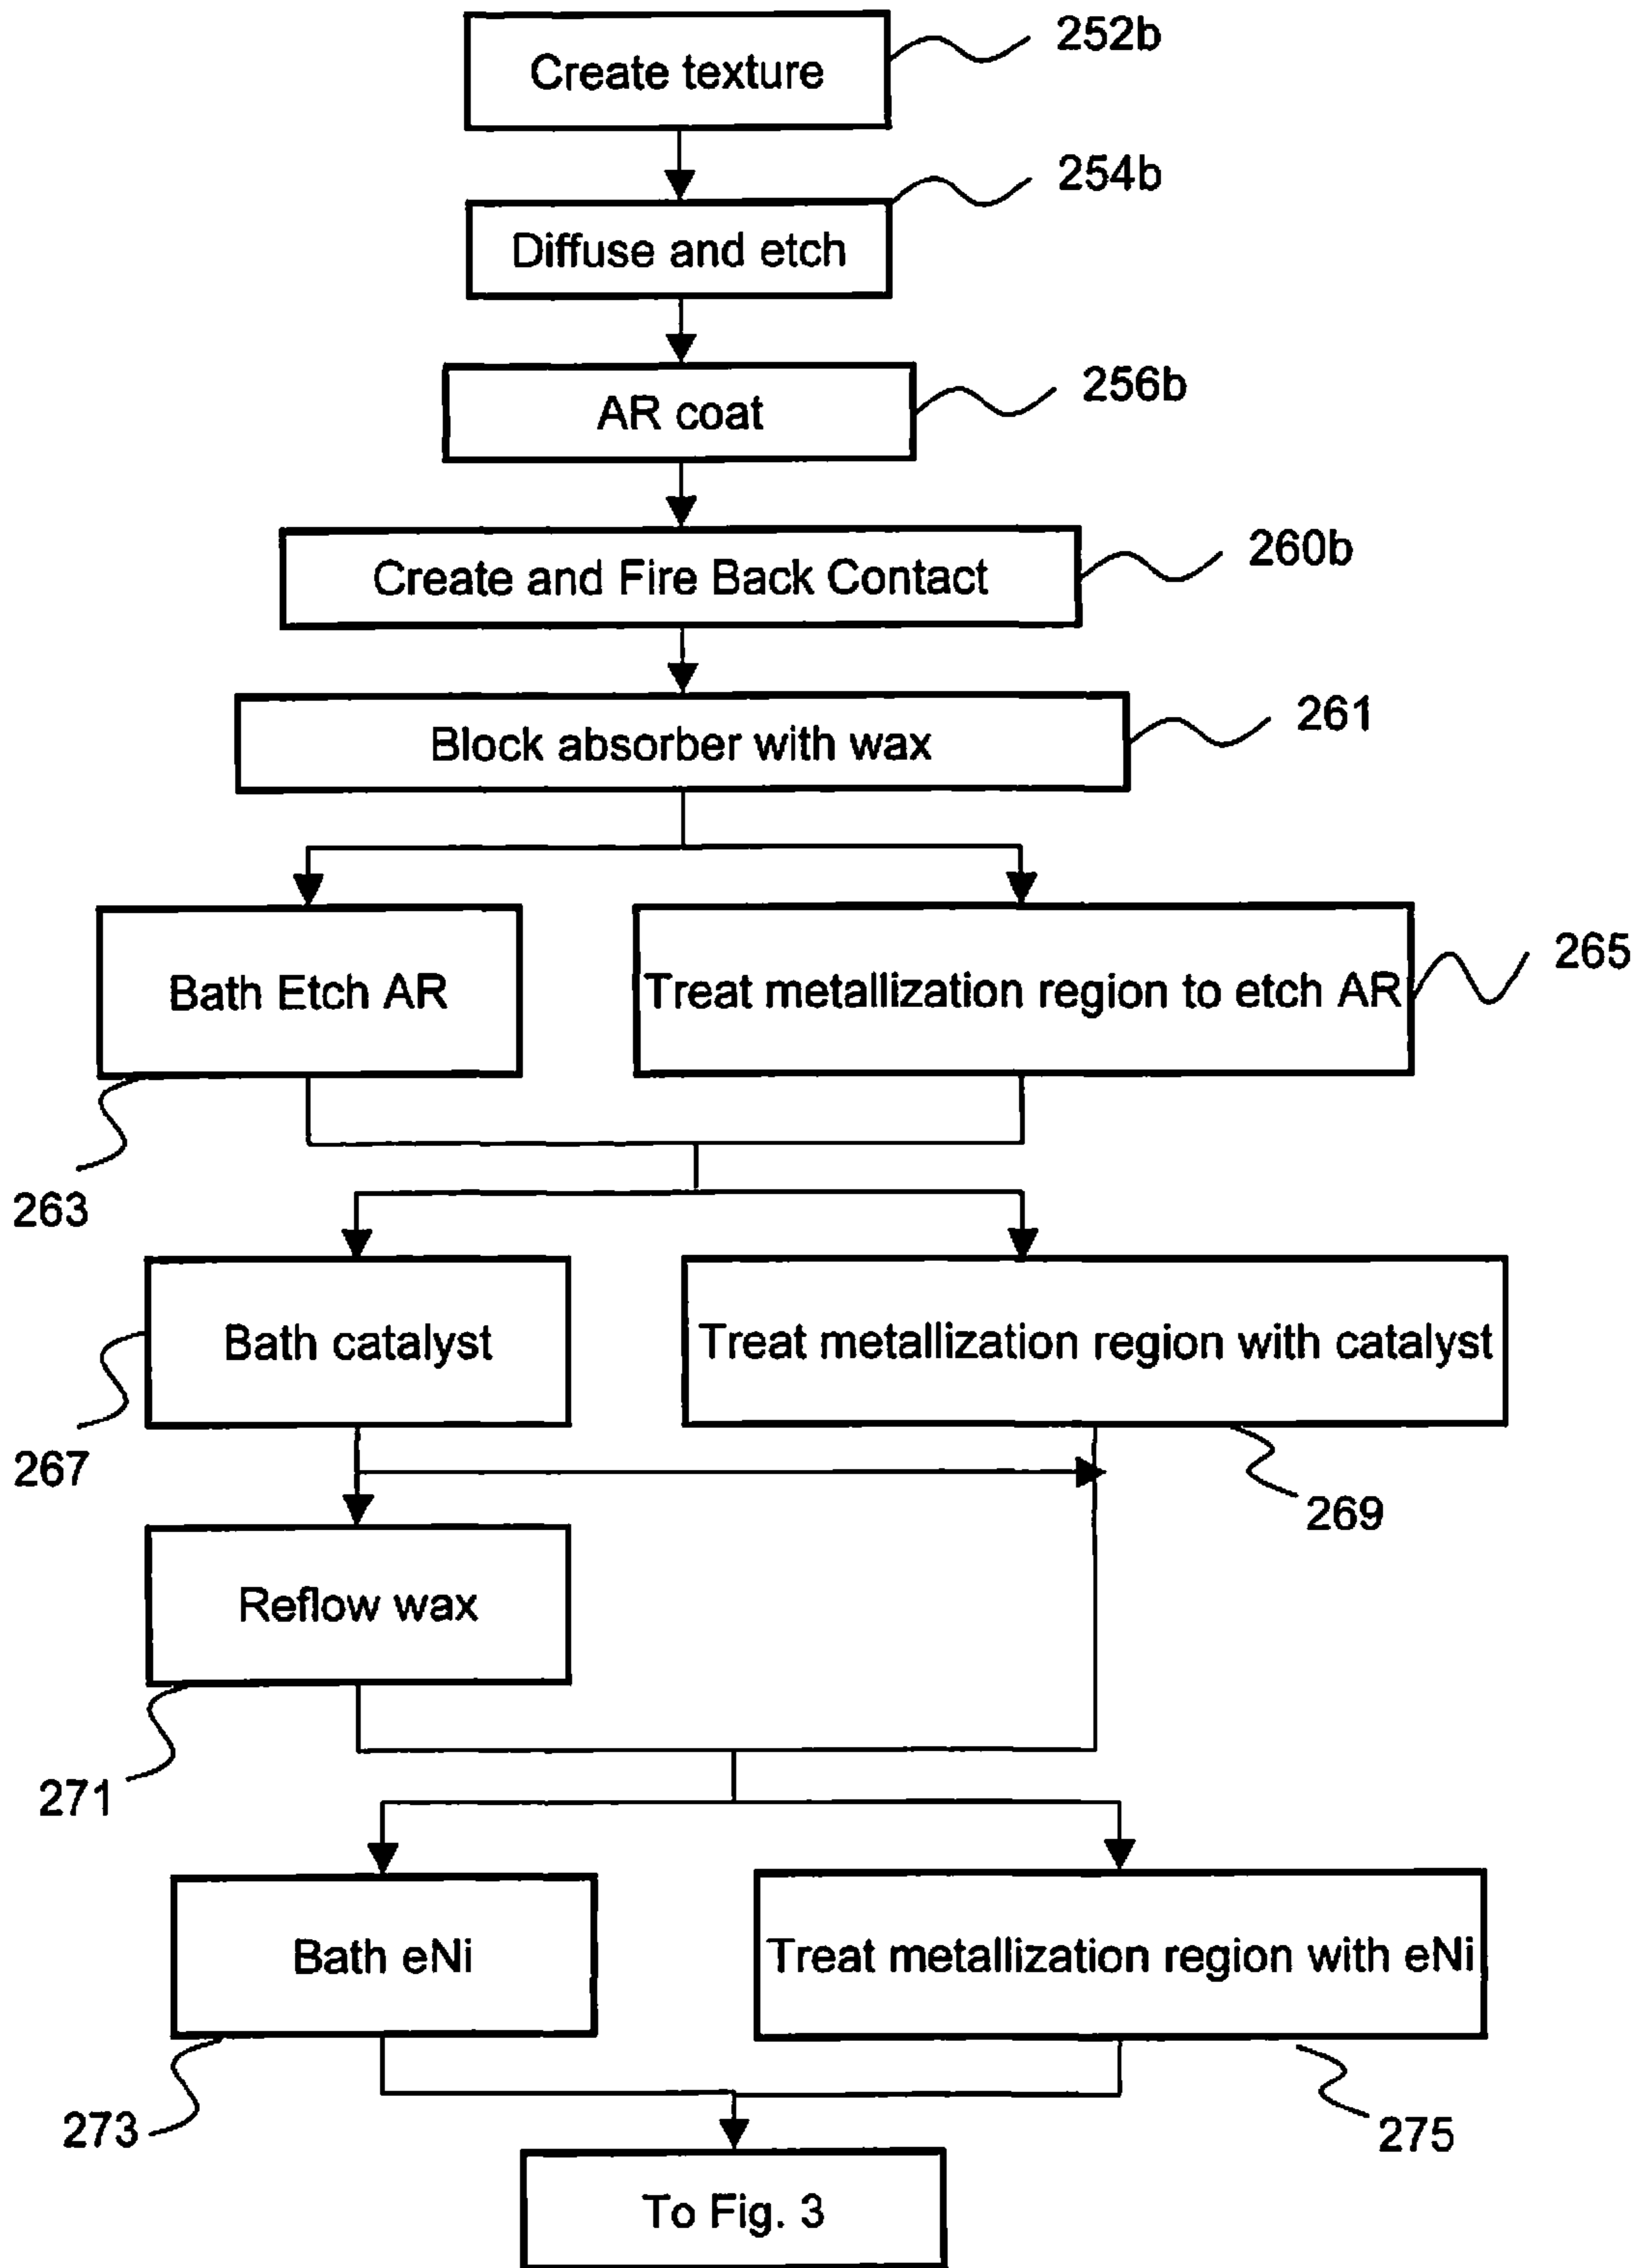 Create texture
252b
Diffuse and etch
254b
AR coat
256b
Create and Fire Back Contact
260b
Block absorber with wax
261
Bath Etch AR
263
Treat metallization region to etch AR
265
Bath catalyst
267
Treat metallization region with catalyst
269
Reflow wax
271
Bath eNi
273
Treat metallization region with eNi
275
To Fig. 3